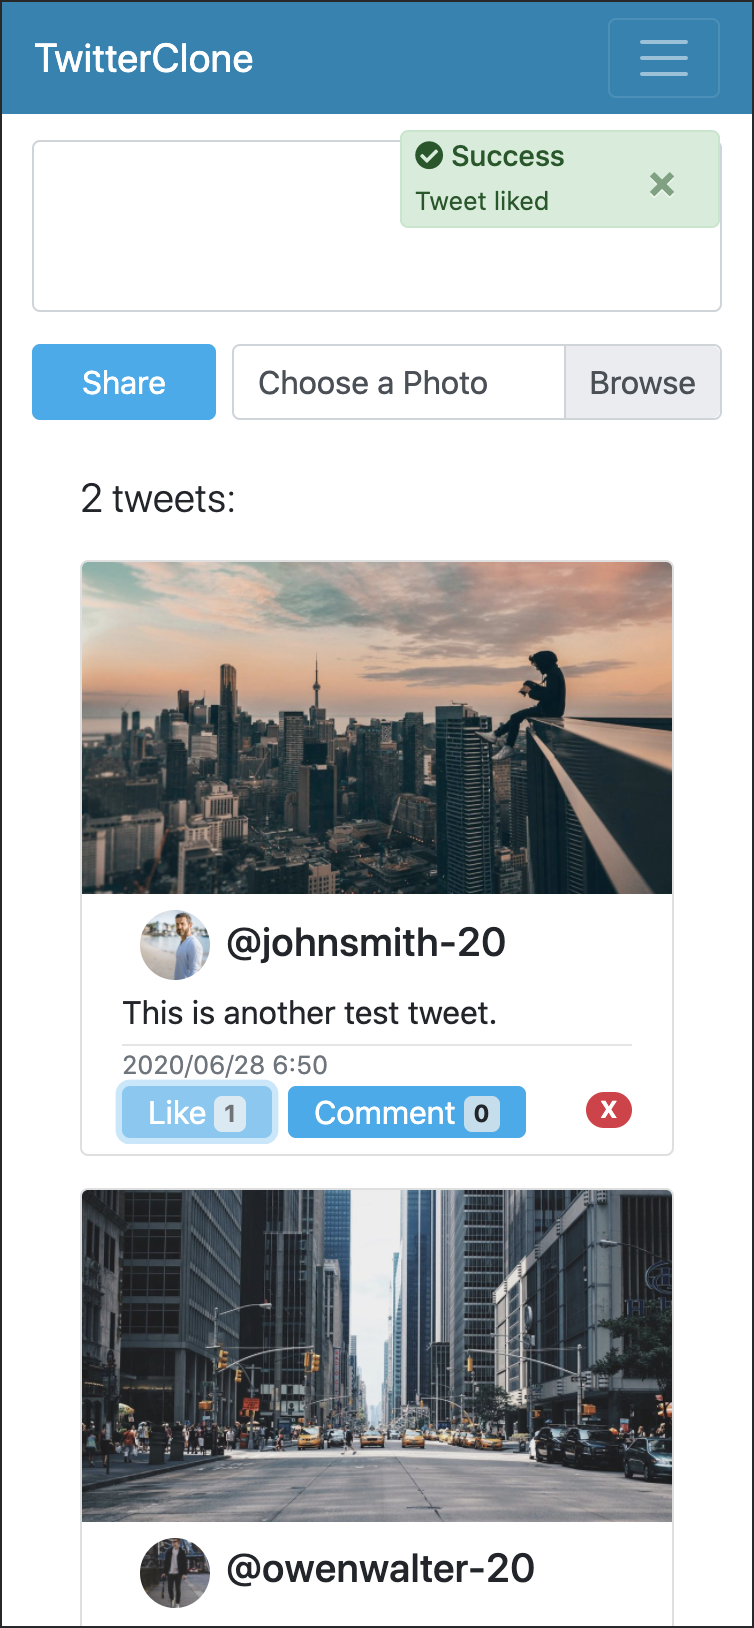 TwitterClone
Success
Tweet liked
×
Share
Choose a Photo
Browse
2 tweets:
@johnsmith-20
This is another test tweet.
2020/06/28 6:50
Like 1
Comment 0
X
@owenwalter-20